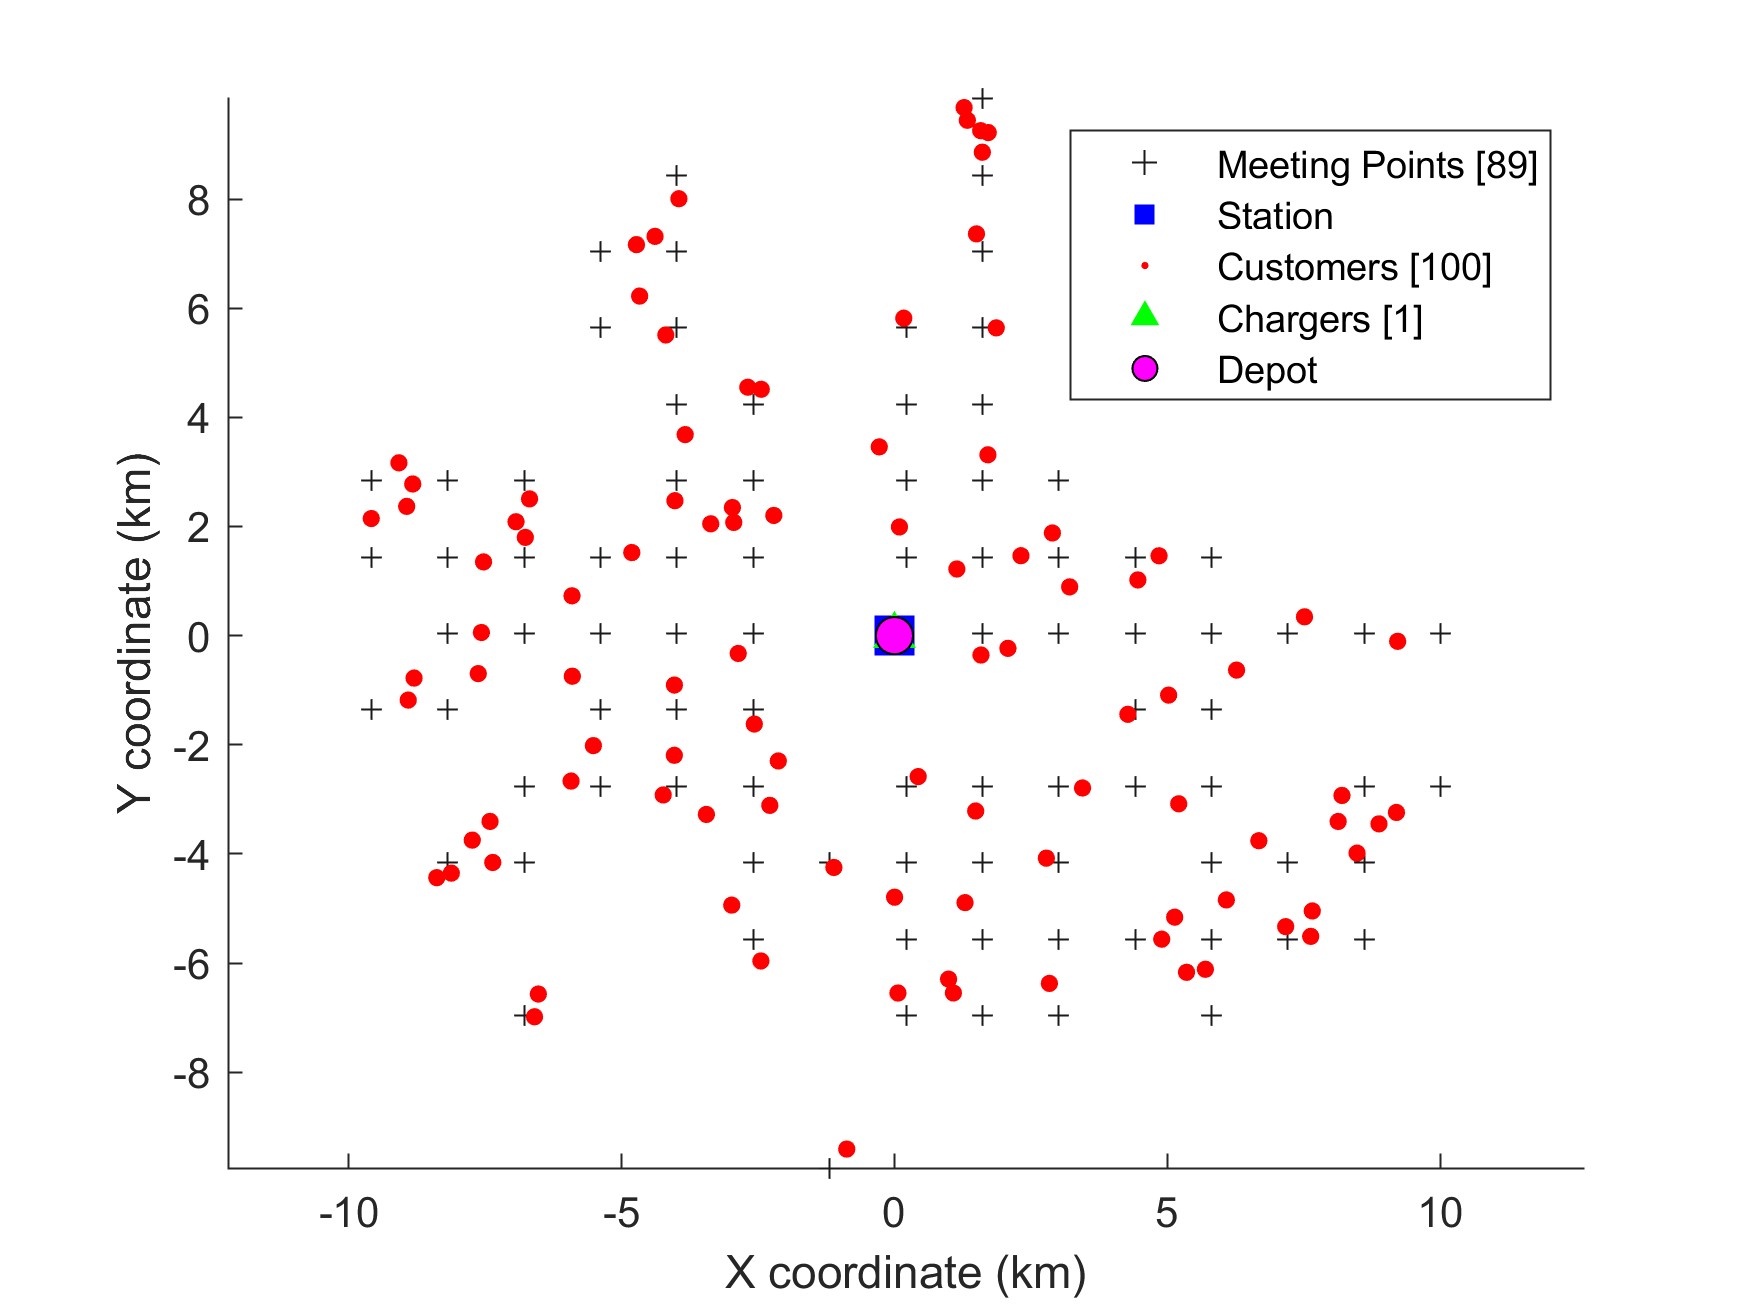 Meeting Points [89]
Station
Customers [100]
Chargers [1]
Depot
8
6
4
2
0
-2
-4
-6
-8
Y coordinate (km)
-10 -5 0 5 10
X coordinate (km)